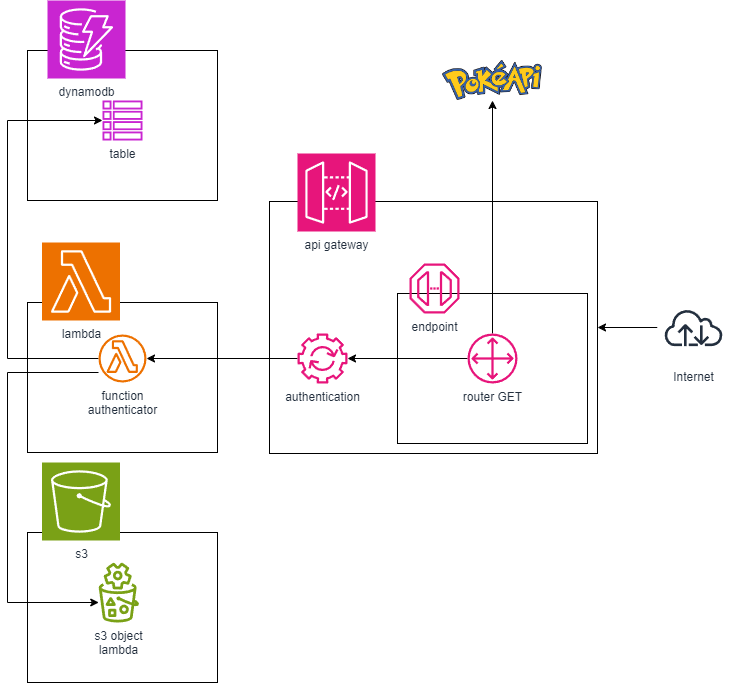 dynamodb
table
PokéApi
api gateway
lambda
endpoint
function
authenticator
authentication
router GET
Internet
s3
s3 object
lambda